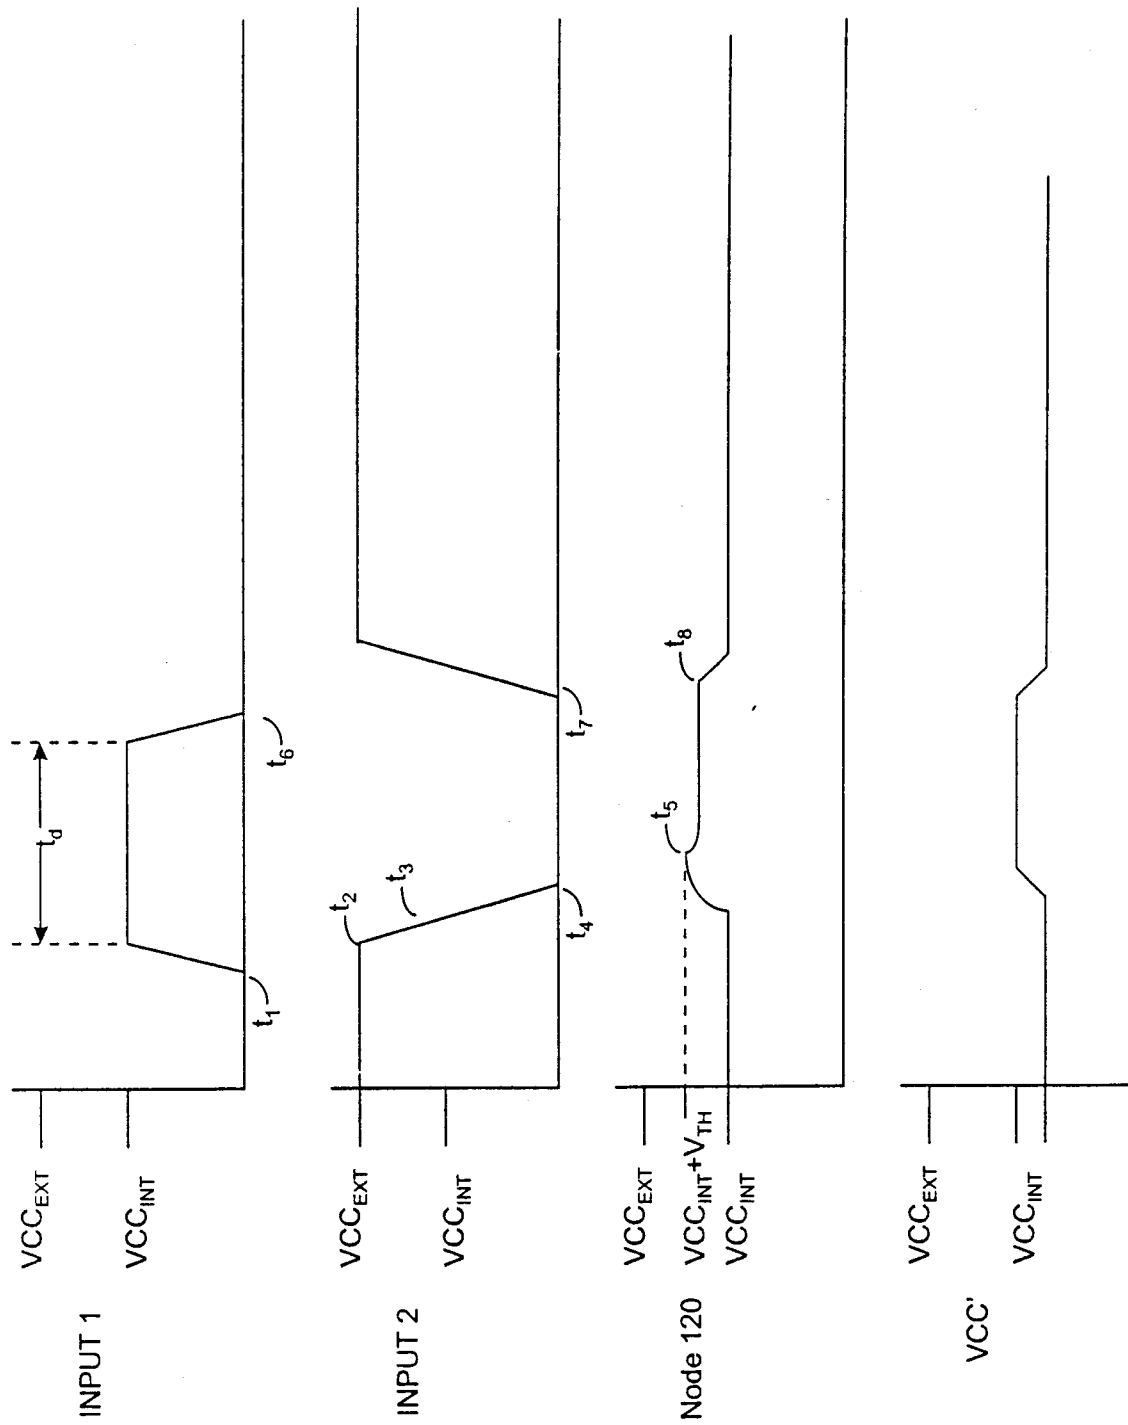 INPUT 1
VCC_EXT
VCC_INT
t_d
t_1
t_6
INPUT 2
VCC_EXT
VCC_INT
t_2
t_3
t_4
t_7
Node 120
VCC_EXT
VCC_INT+V_TH
VCC_INT
t_5
t_8
VCC'
VCC_EXT
VCC_INT